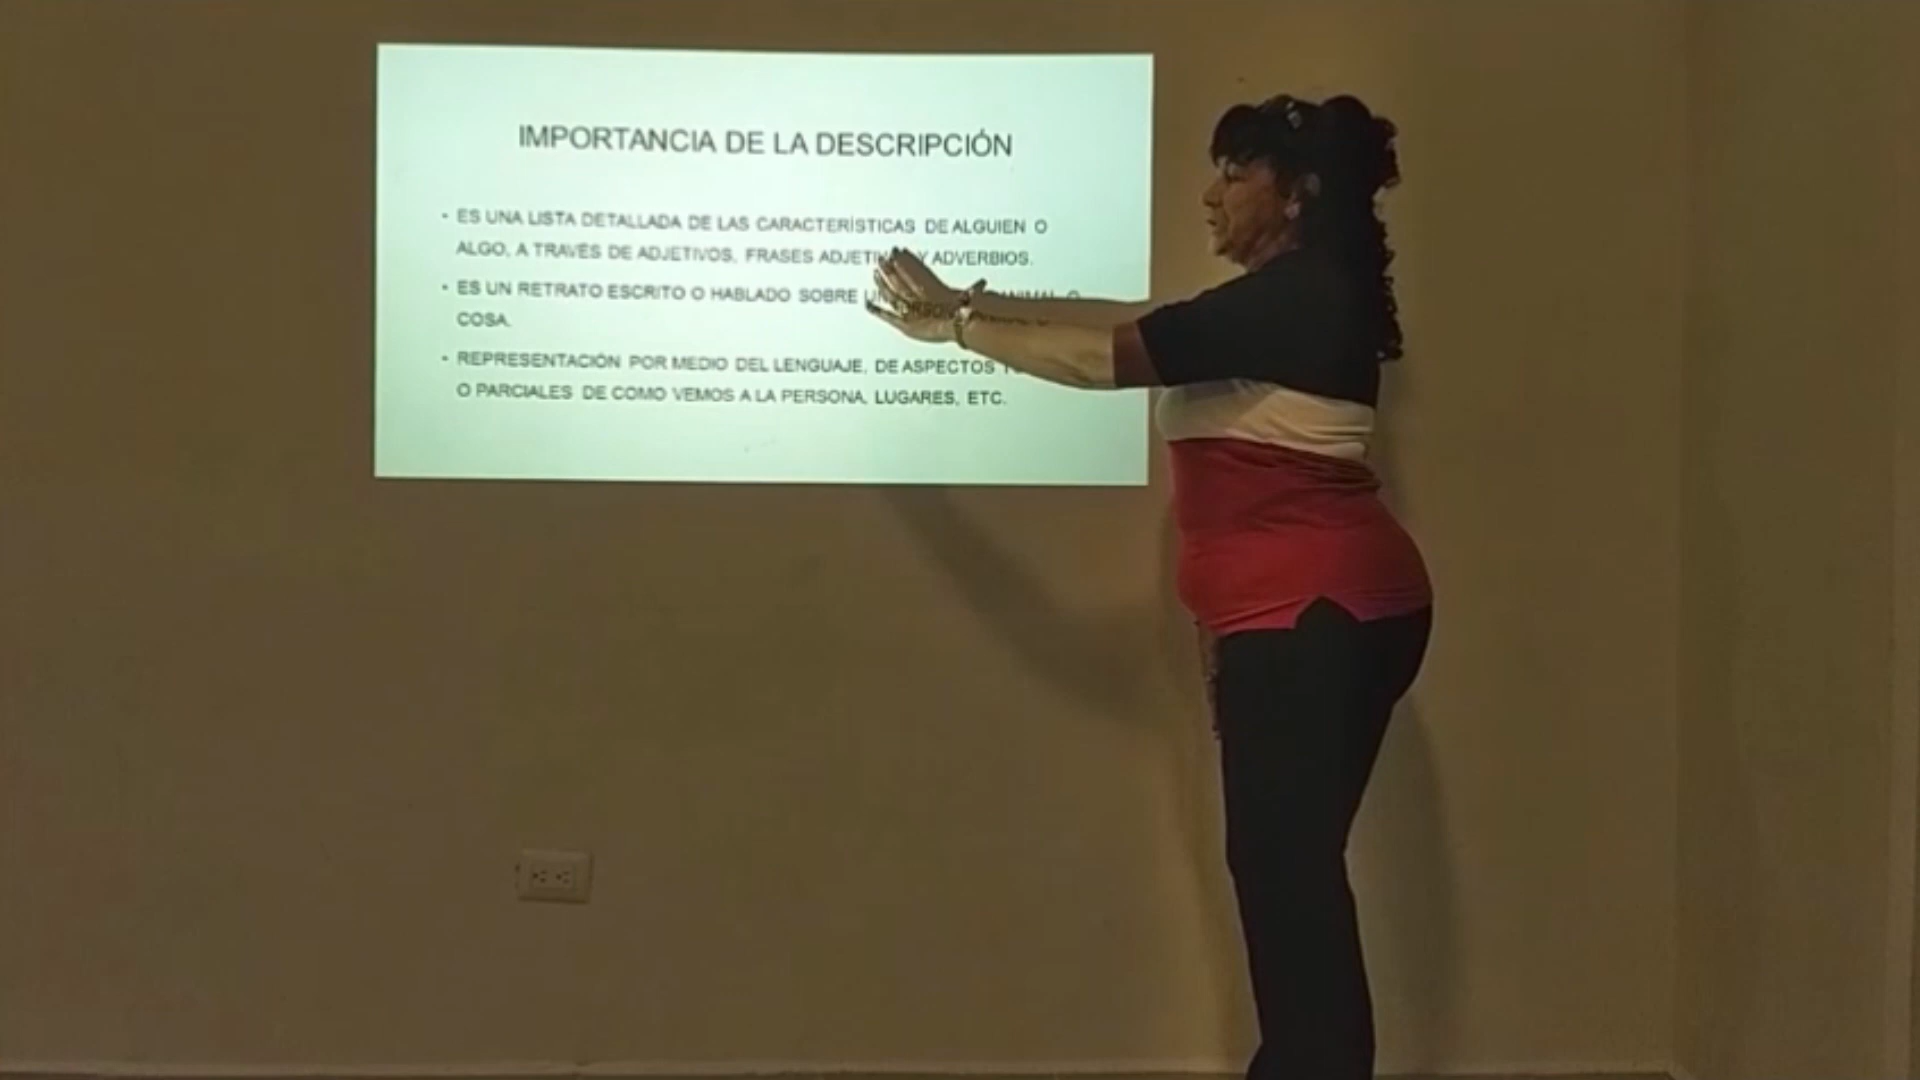 IMPORTANCIA DE LA DESCRIPCIÓN
• ES UNA LISTA DETALLADA DE LAS CARACTERÍSTICAS DE ALGUIEN O
ALGO, A TRAVÉS DE ADJETIVOS, FRASES Y ADVERBIOS.
• ES UN RETRATO ESCRITO O HABLADO SOBRE ANIMAL O
COSA.
• REPRESENTACIÓN POR MEDIO DEL LENGUAJE, DE ASPECTOS
O PARCIALES DE COMO VEMOS A LA PERSONA, LUGARES, ETC.